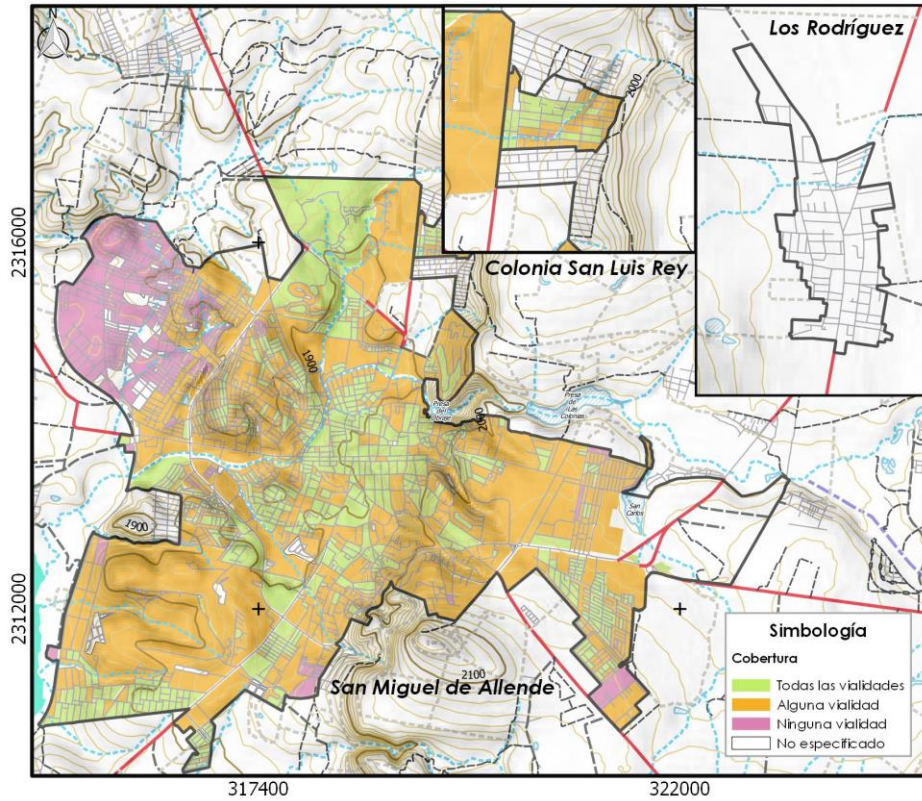 N
Los Rodríguez
2000
2316000
Colonia San Luis Rey
1900
Presa
del
Obraje
Presa
de
Las
Colonias
2000
San
Carlos
1900
2312000
2100
San Miguel de Allende
Simbología
Cobertura
Todas las vialidades
Alguna vialidad
Ninguna vialidad
No especificado
317400
322000